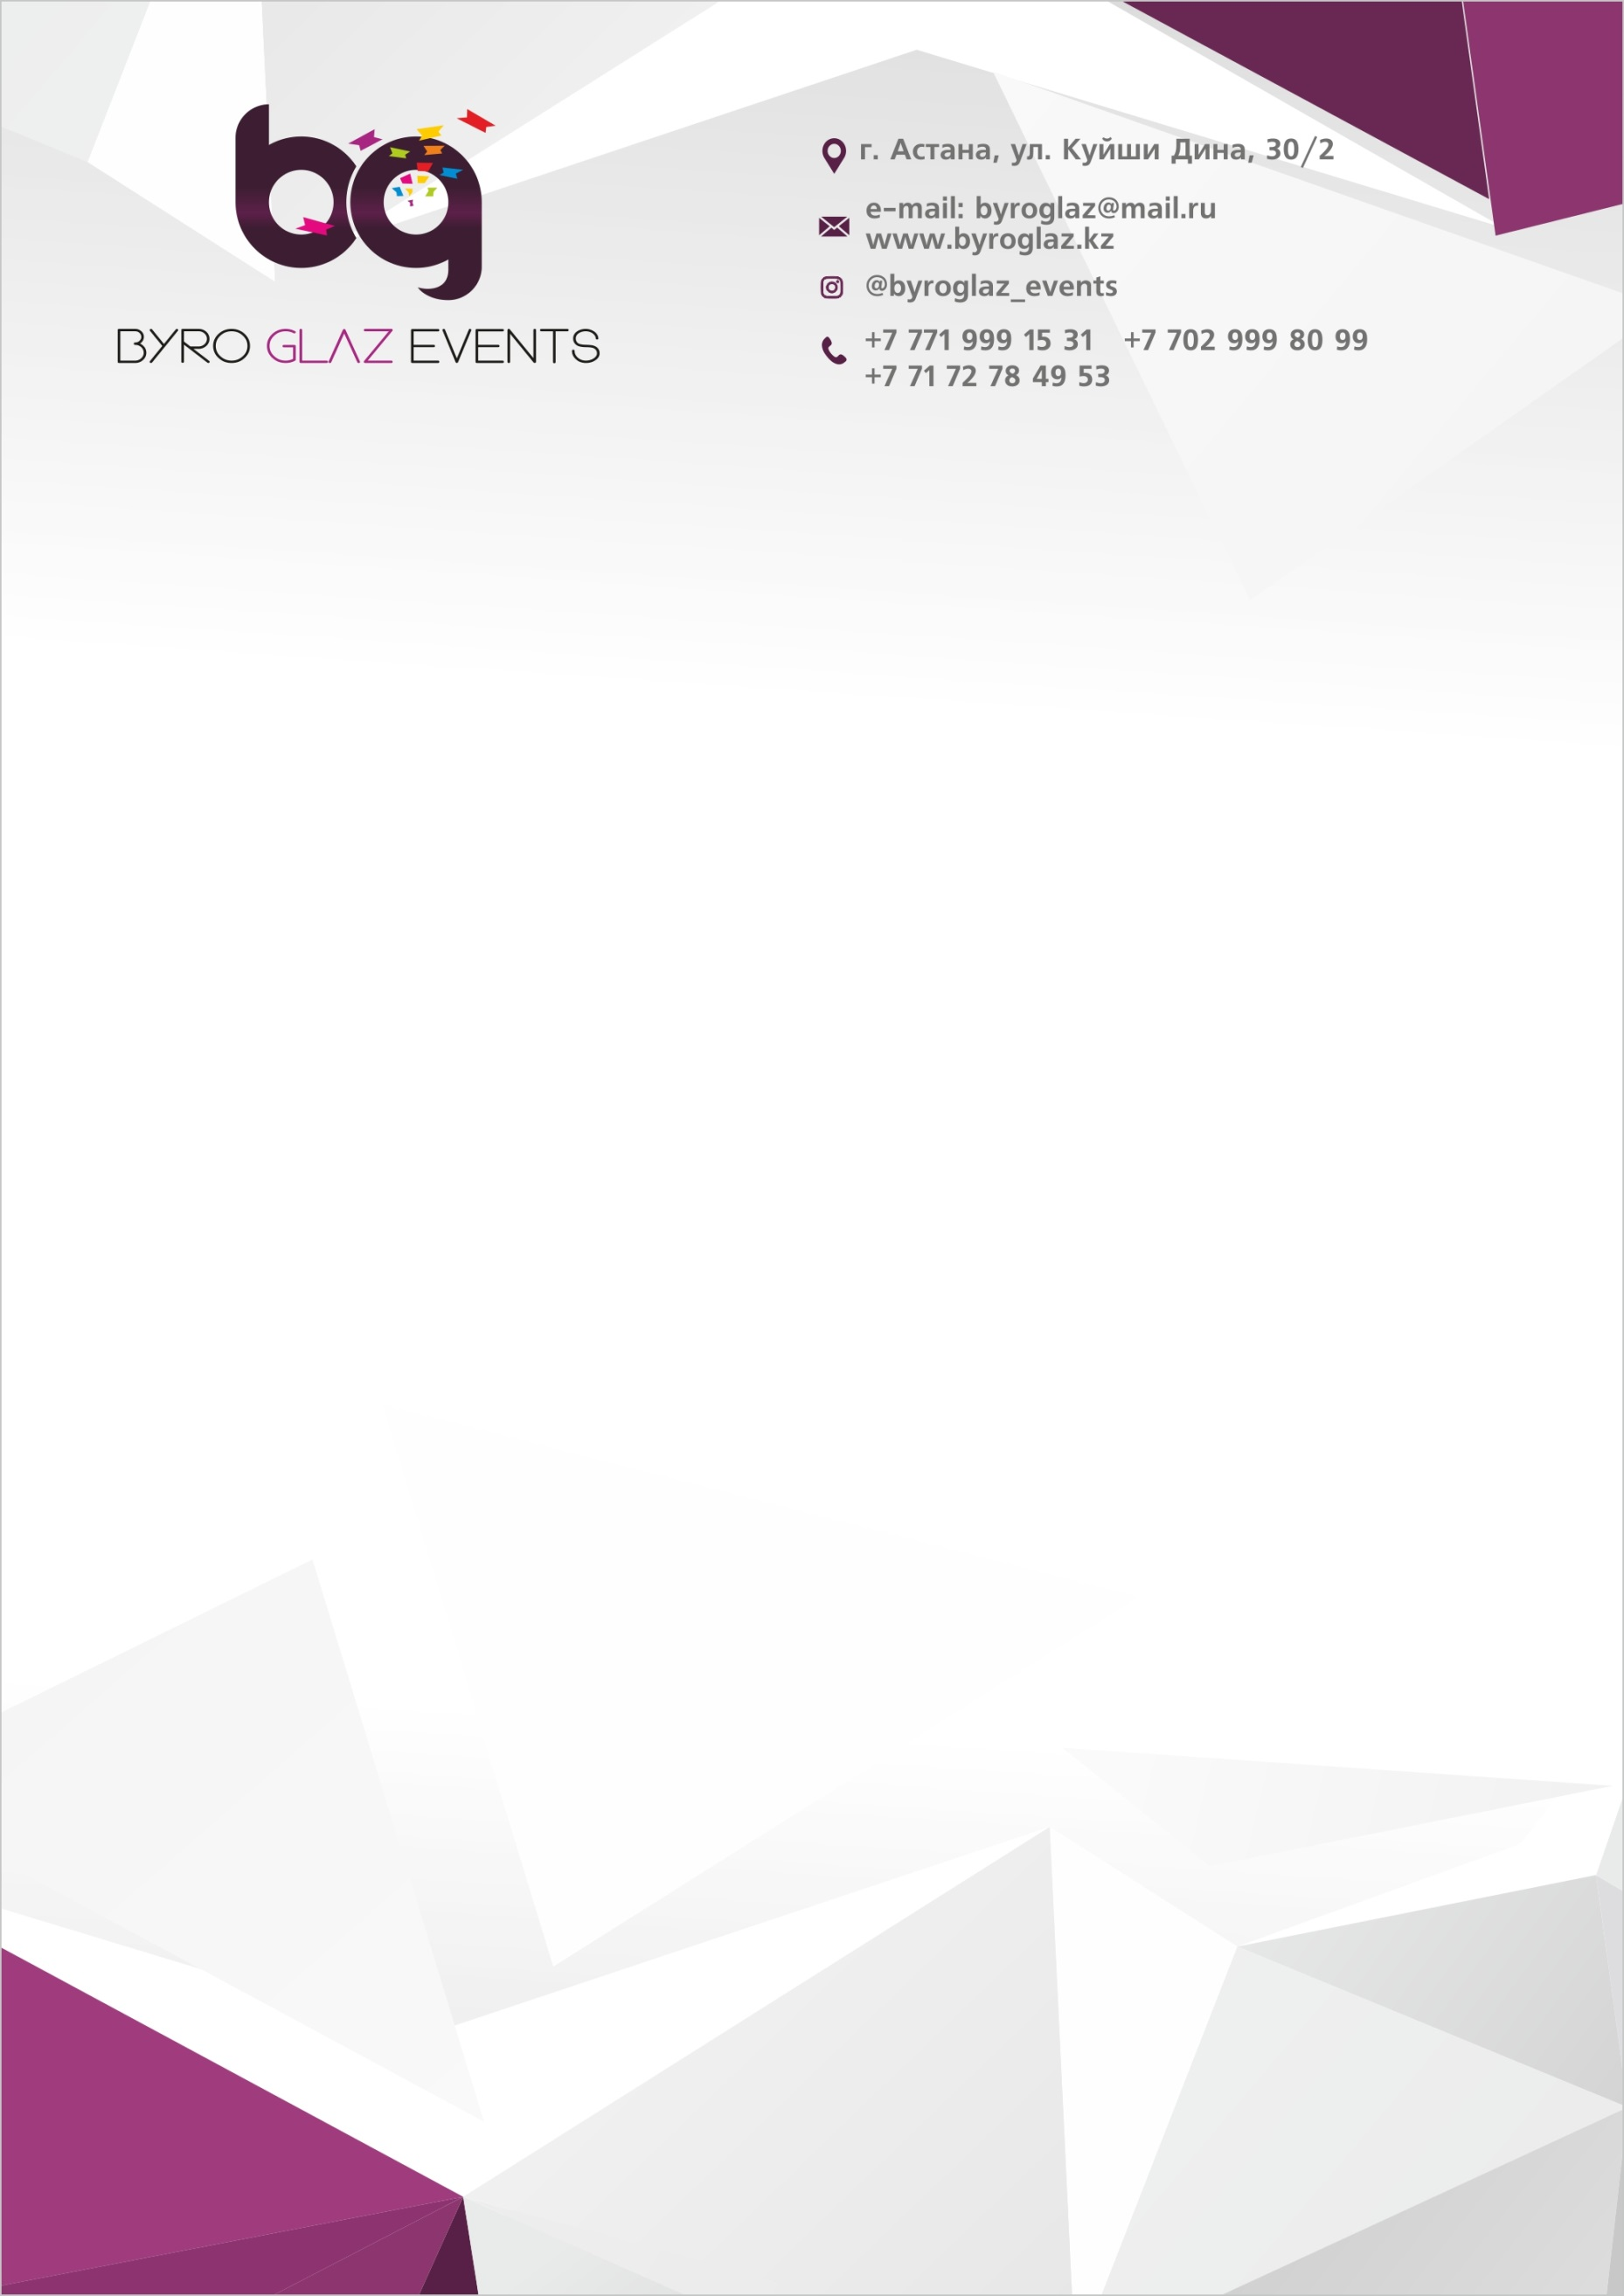 bg
BYRO GLAZ EVENTS
г. Астана, ул. Куйши Дина, 30/2
e-mail: byroglaz@mail.ru
www.byroglaz.kz
@byroglaz_events
+7 771 999 15 31 +7 702 999 80 99
+7 71 72 78 49 53